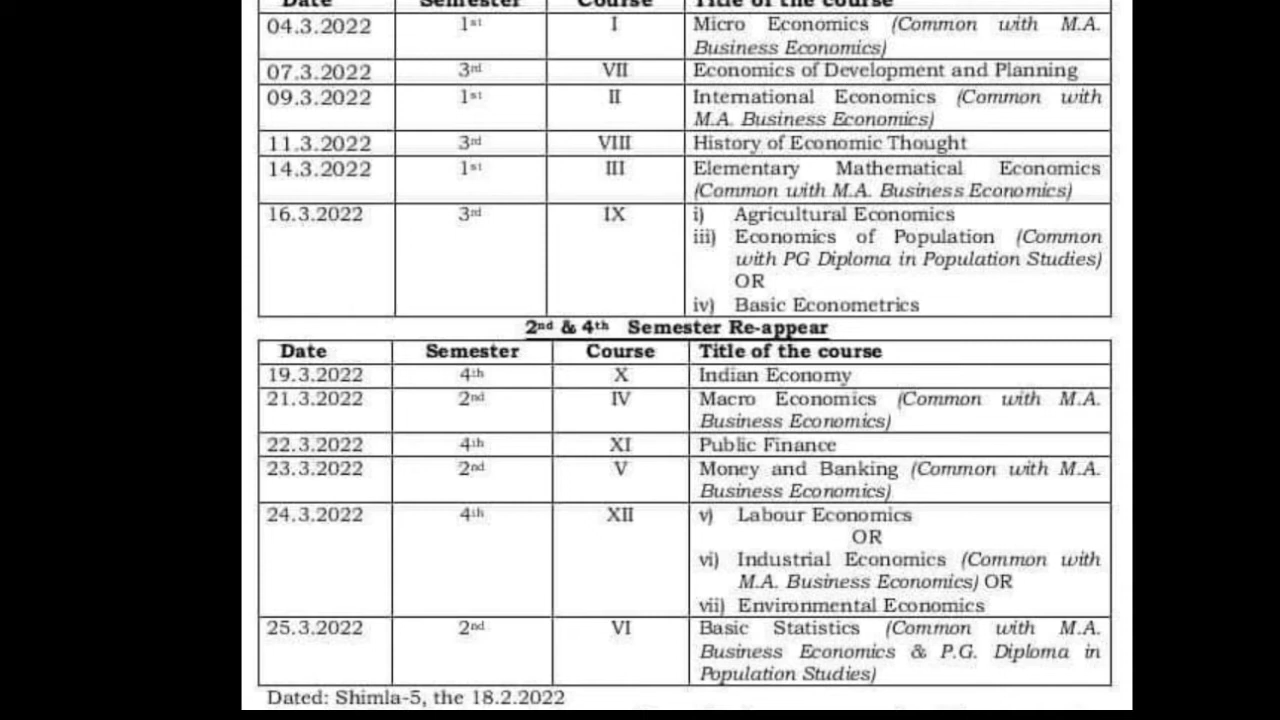 Date Semester Course Title of the course
04.3.2022 1st I Micro Economics (Common with M.A.
Business Economics)
07.3.2022 3rd VII Economics of Development and Planning
09.3.2022 1st II International Economics (Common with
M.A. Business Economics)
11.3.2022 3rd VIII History of Economic Thought
14.3.2022 1st III Elementary Mathematical Economics
(Common with M.A. Business Economics)
16.3.2022 3rd IX i) Agricultural Economics
iii) Economics of Population (Common
with PG Diploma in Population Studies)
OR
iv) Basic Econometrics
2nd & 4th Semester Re-appear
Date Semester Course Title of the course
19.3.2022 4th X Indian Economy
21.3.2022 2nd IV Macro Economics (Common with M.A.
Business Economics)
22.3.2022 4th XI Public Finance
23.3.2022 2nd V Money and Banking (Common with M.A.
Business Economics)
24.3.2022 4th XII v) Labour Economics
OR
vi) Industrial Economics (Common with
M.A. Business Economics) OR
vii) Environmental Economics
25.3.2022 2nd VI Basic Statistics (Common with M.A.
Business Economics & P.G. Diploma in
Population Studies)
Dated: Shimla-5, the 18.2.2022